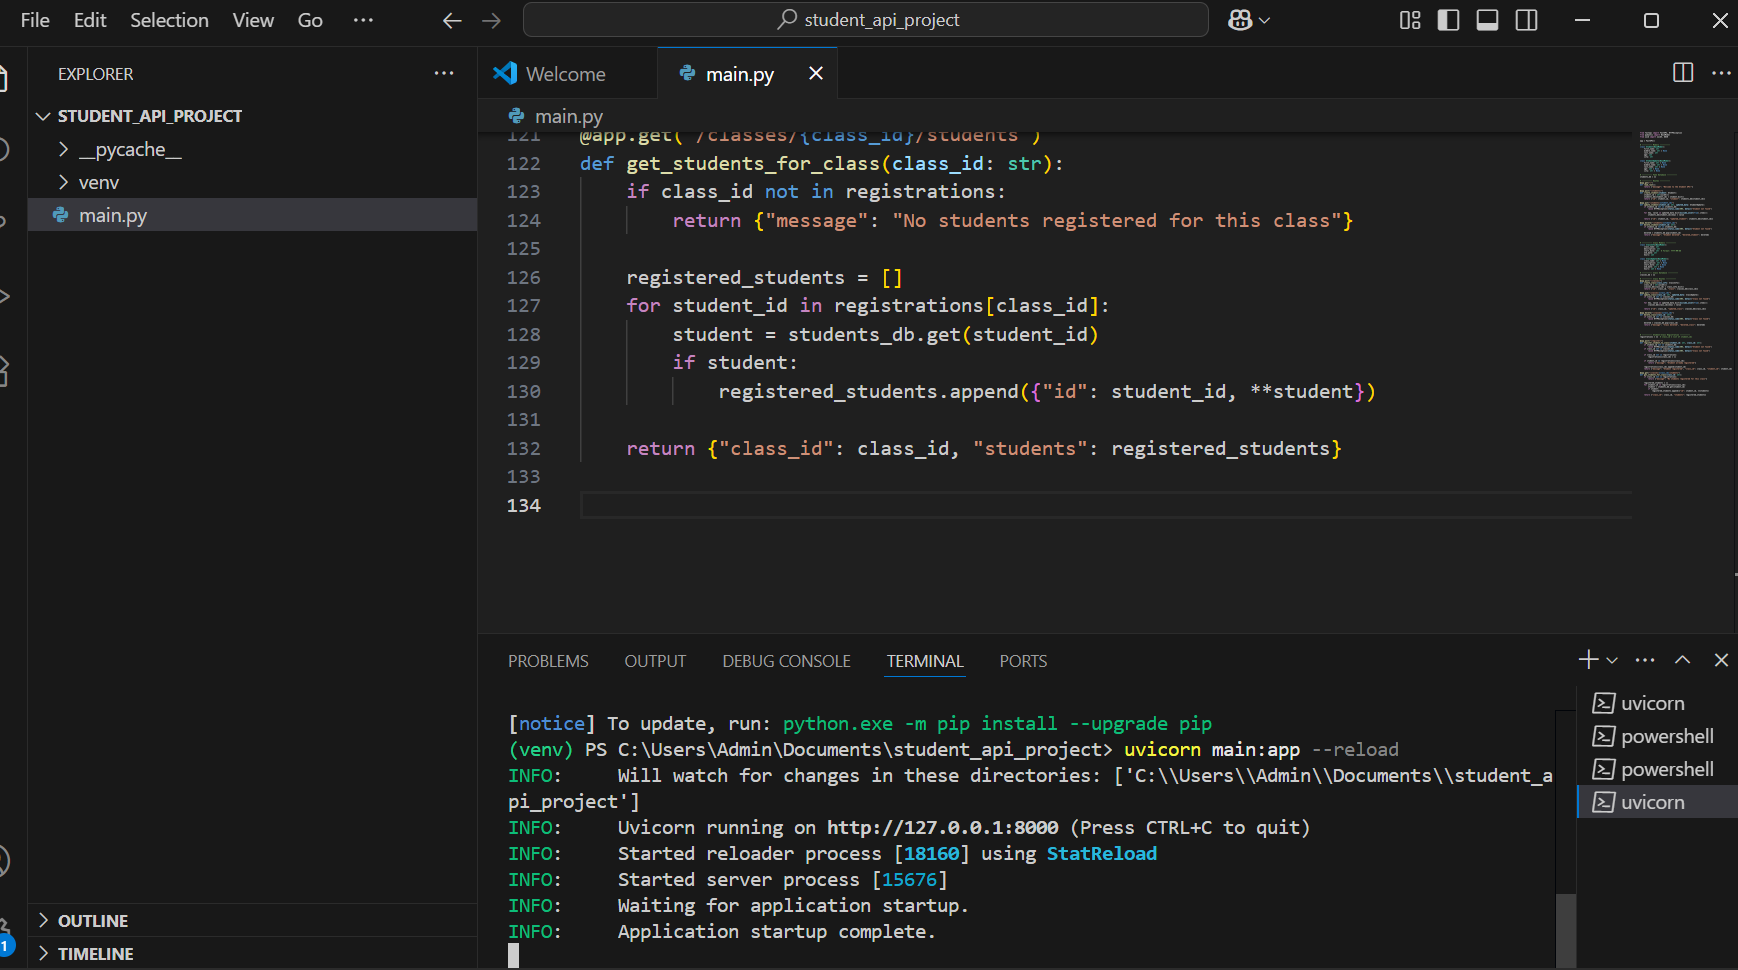 File Edit Selection View Go ··· student_api_project
EXPLORER ···
STUDENT_API_PROJECT
__pycache__
venv
main.py
OUTLINE
TIMELINE
1
Welcome main.py
main.py
121 @app.get("/classes/{class_id}/students")
122 def get_students_for_class(class_id: str):
123 if class_id not in registrations:
124 return {"message": "No students registered for this class"}
125
126 registered_students = []
127 for student_id in registrations[class_id]:
128 student = students_db.get(student_id)
129 if student:
130 registered_students.append({"id": student_id, **student})
131
132 return {"class_id": class_id, "students": registered_students}
133
134
PROBLEMS OUTPUT DEBUG CONSOLE TERMINAL PORTS
[notice] To update, run: python.exe -m pip install --upgrade pip
(venv) PS C:\Users\Admin\Documents\student_api_project> uvicorn main:app --reload
INFO: Will watch for changes in these directories: ['C:\\Users\\Admin\\Documents\\student_a
pi_project']
INFO: Uvicorn running on http://127.0.0.1:8000 (Press CTRL+C to quit)
INFO: Started reloader process [18160] using StatReload
INFO: Started server process [15676]
INFO: Waiting for application startup.
INFO: Application startup complete.
uvicorn
powershell
powershell
uvicorn